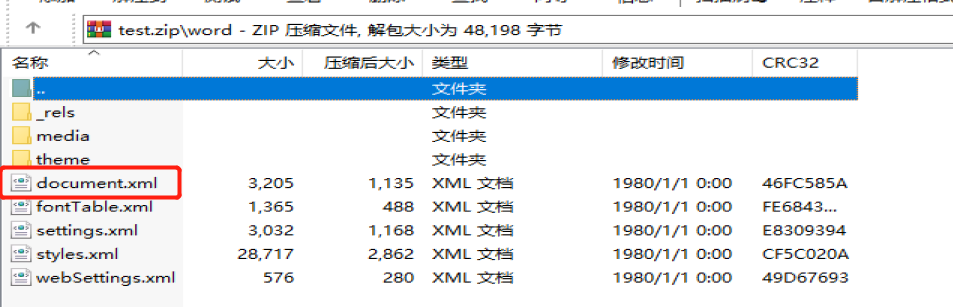 test.zip\word - ZIP 压缩文件, 解包大小为 48,198 字节
名称 大小 压缩后大小 类型 修改时间 CRC32
.. 文件夹
_rels 文件夹
media 文件夹
theme 文件夹
document.xml 3,205 1,135 XML 文档 1980/1/1 0:00 46FC585A
fontTable.xml 1,365 488 XML 文档 1980/1/1 0:00 FE6843...
settings.xml 3,032 1,168 XML 文档 1980/1/1 0:00 E8309394
styles.xml 28,717 2,862 XML 文档 1980/1/1 0:00 CF5C020A
webSettings.xml 576 280 XML 文档 1980/1/1 0:00 49D67693